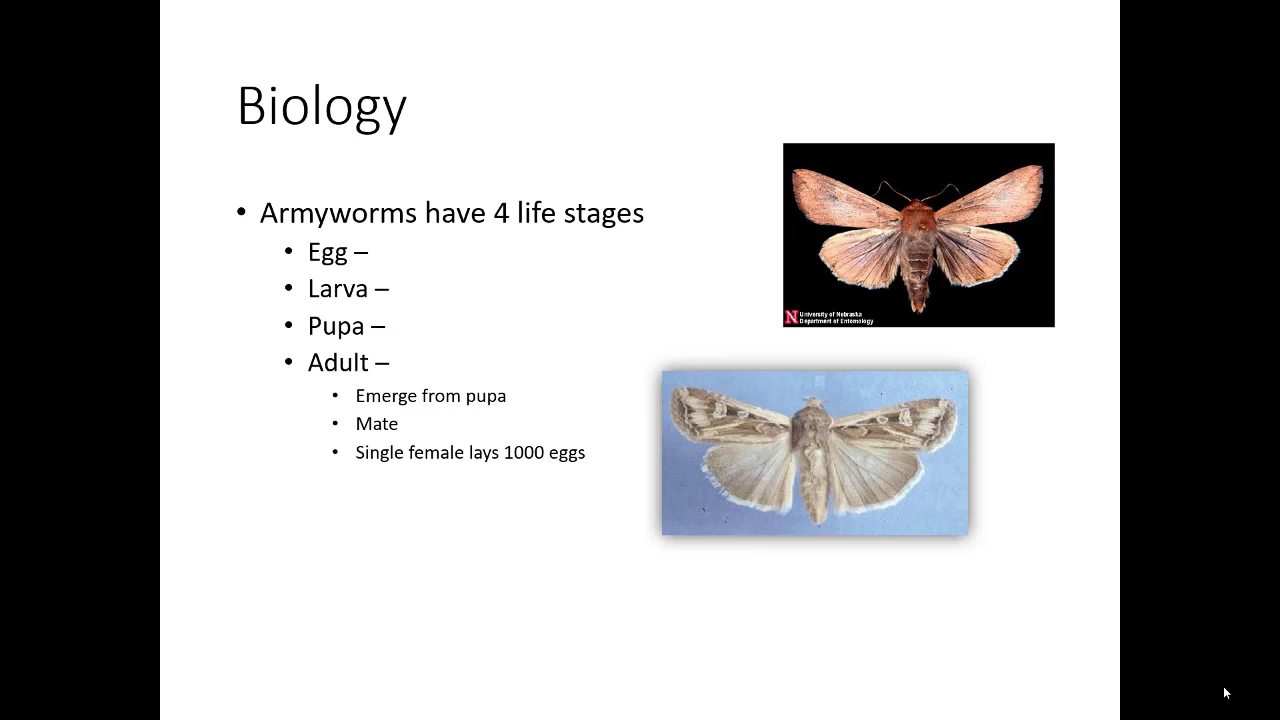 Biology
• Armyworms have 4 life stages
• Egg –
• Larva –
• Pupa –
• Adult –
• Emerge from pupa
• Mate
• Single female lays 1000 eggs
N University of Nebraska
Department of Entomology